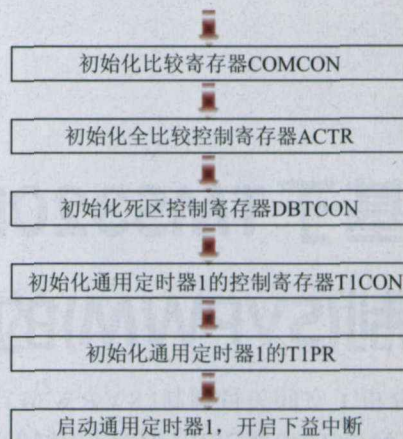 初始化比较寄存器COMCON
初始化全比较控制寄存器ACTR
初始化死区控制寄存器DBTCON
初始化通用定时器1的控制寄存器T1CON
初始化通用定时器1的T1PR
启动通用定时器1，开启下益中断